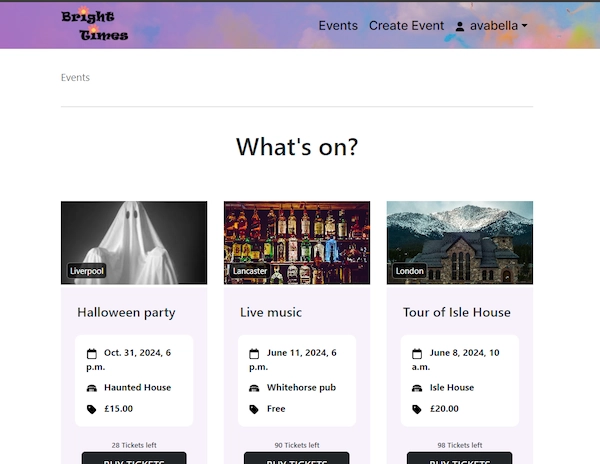 Bright
Times
Events Create Event avabella
Events
What's on?
Liverpool
Lancaster
London
Halloween party
Oct. 31, 2024, 6
p.m.
Haunted House
£15.00
28 Tickets left
BUY TICKETS
Live music
June 11, 2024, 6
p.m.
Whitehorse pub
Free
90 Tickets left
BUY TICKETS
Tour of Isle House
June 8, 2024, 10
a.m.
Isle House
£20.00
98 Tickets left
BUY TICKETS